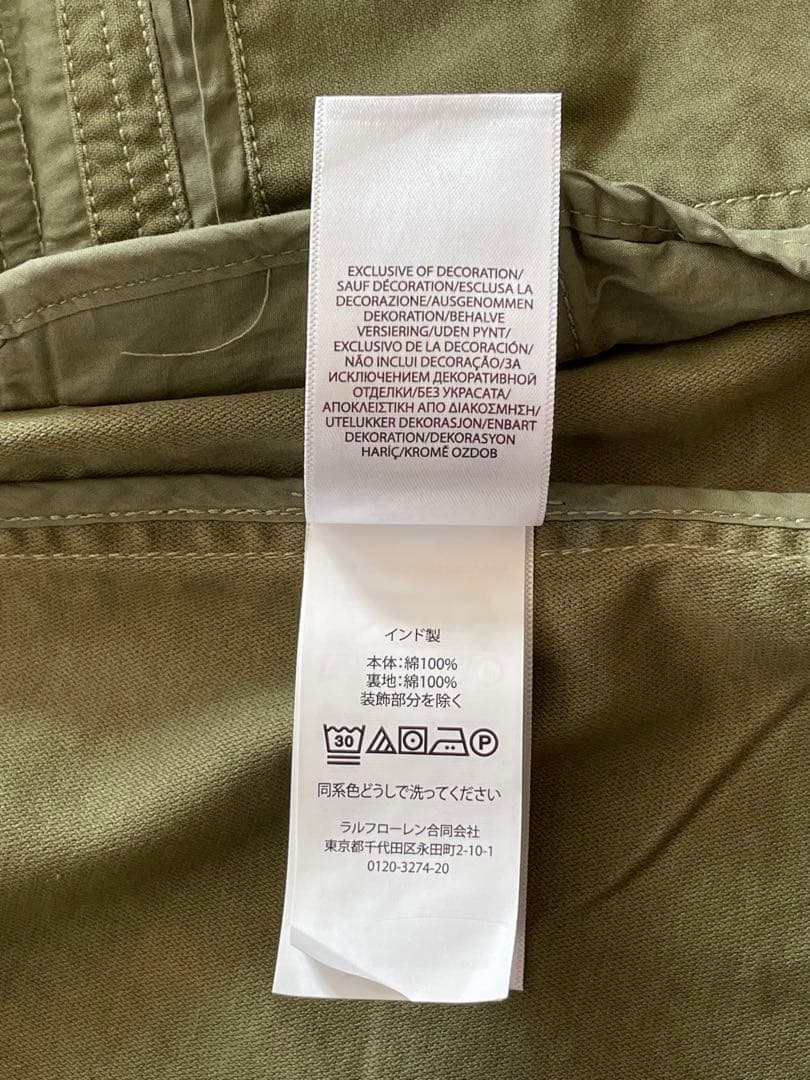 EXCLUSIVE OF DECORATION/
SAUF DÉCORATION/ESCLUSA LA
DECORAZIONE/AUSGENOMMEN
DEKORATION/BEHALVE
VERSIERING/UDEN PYNT/
EXCLUSIVO DE LA DECORACIÓN/
NÃO INCLUI DECORAÇÃO/ЗА
ИСКЛЮЧЕНИЕМ ДЕКОРАТИВНОЙ
ОТДЕЛКИ/БЕЗ УКРАСАТА/
ΑΠΟΚΛΕΙΣΤΙΚΗ ΑΠΟ ΔΙΑΚΟΣΜΗΣΗ/
UTELUKKER DEKORASJON/ENBART
DEKORATION/DEKORASYON
HARİÇ/KROMĚ OZDOB
インド製
本体：綿100%
裏地：綿100%
装飾部分を除く
30 P
同系色どうしで洗ってください
ラルフローレン合同会社
東京都千代田区永田町2-10-1
0120-3274-20